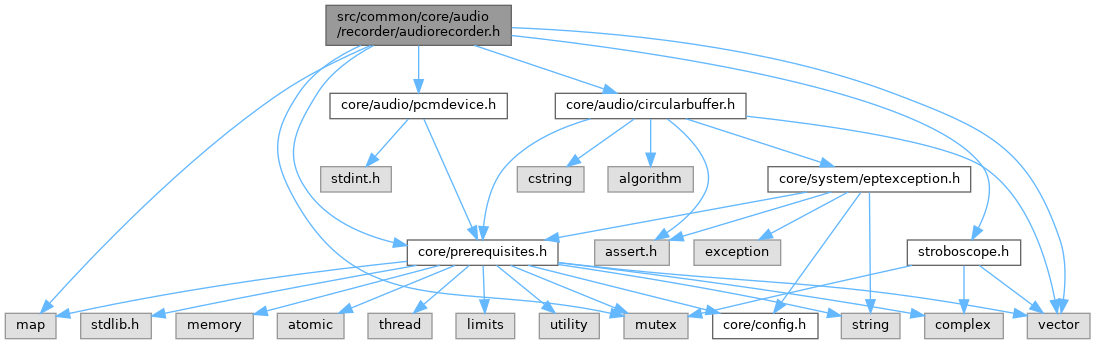 src/common/core/audio
/recorder/audiorecorder.h
core/audio/pcmdevice.h
core/audio/circularbuffer.h
stdint.h
cstring
algorithm
core/system/eptexception.h
core/prerequisites.h
assert.h
exception
stroboscope.h
map
stdlib.h
memory
atomic
thread
limits
utility
mutex
core/config.h
string
complex
vector